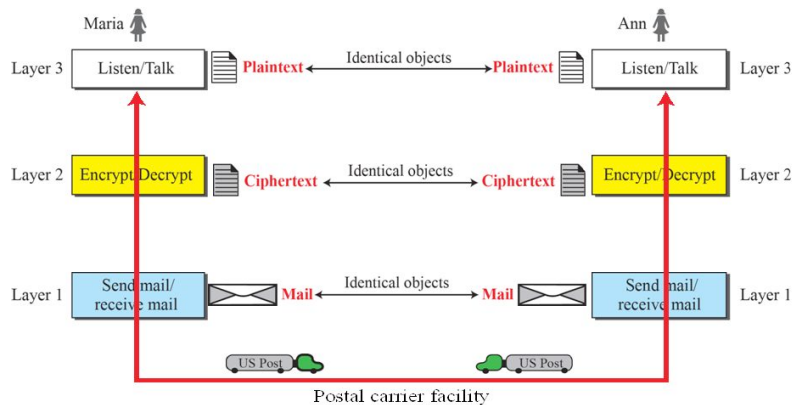 Maria
Ann
Layer 3
Listen/Talk
Plaintext
Identical objects
Plaintext
Listen/Talk
Layer 3
Layer 2
Encrypt/Decrypt
Ciphertext
Identical objects
Ciphertext
Encrypt/Decrypt
Layer 2
Layer 1
Send mail/
receive mail
Mail
Identical objects
Mail
Send mail/
receive mail
Layer 1
US Post
US Post
Postal carrier facility